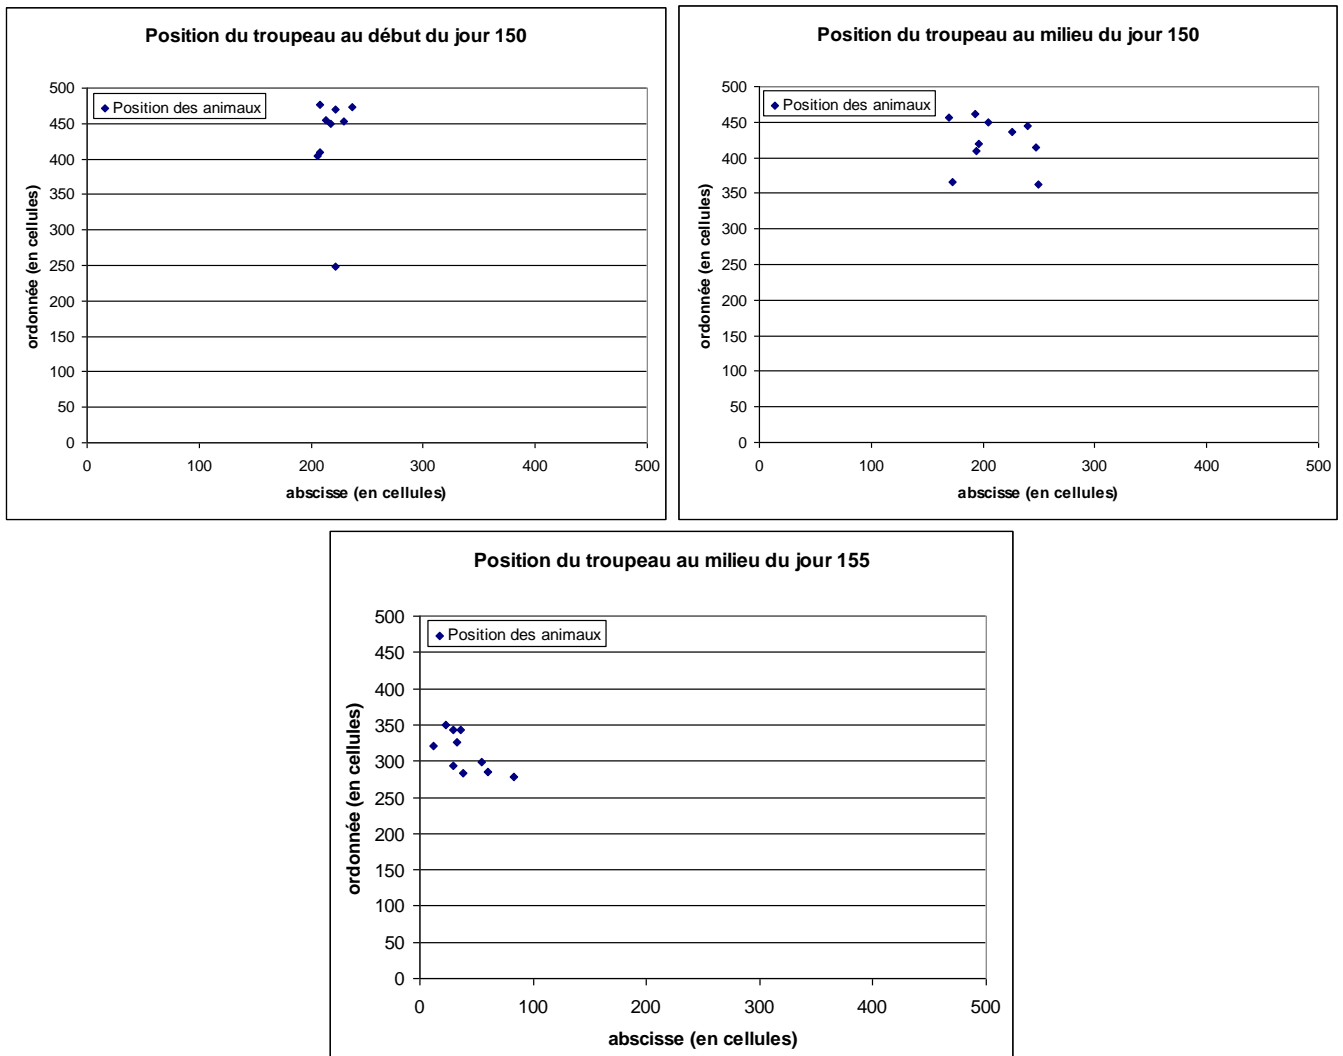 Position du troupeau au début du jour 150
500
450
400
350
300
250
200
150
100
50
0
Position des animaux
ordonnée (en cellules)
0 100 200 300 400 500
abscisse (en cellules)
Position du troupeau au milieu du jour 150
500
450
400
350
300
250
200
150
100
50
0
Position des animaux
ordonnée (en cellules)
0 100 200 300 400 500
abscisse (en cellules)
Position du troupeau au milieu du jour 155
500
450
400
350
300
250
200
150
100
50
0
Position des animaux
ordonnée (en cellules)
0 100 200 300 400 500
abscisse (en cellules)